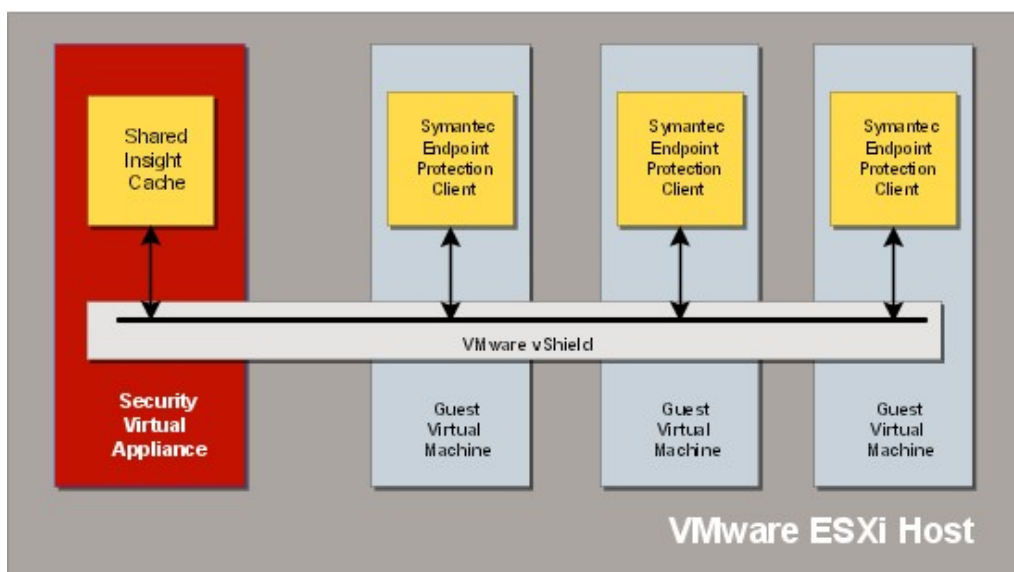 Shared
Insight
Cache
Symantec
Endpoint
Protection
Client
Symantec
Endpoint
Protection
Client
Symantec
Endpoint
Protection
Client
VMware vShield
Security
Virtual
Appliance
Guest
Virtual
Machine
Guest
Virtual
Machine
Guest
Virtual
Machine
VMware ESXi Host